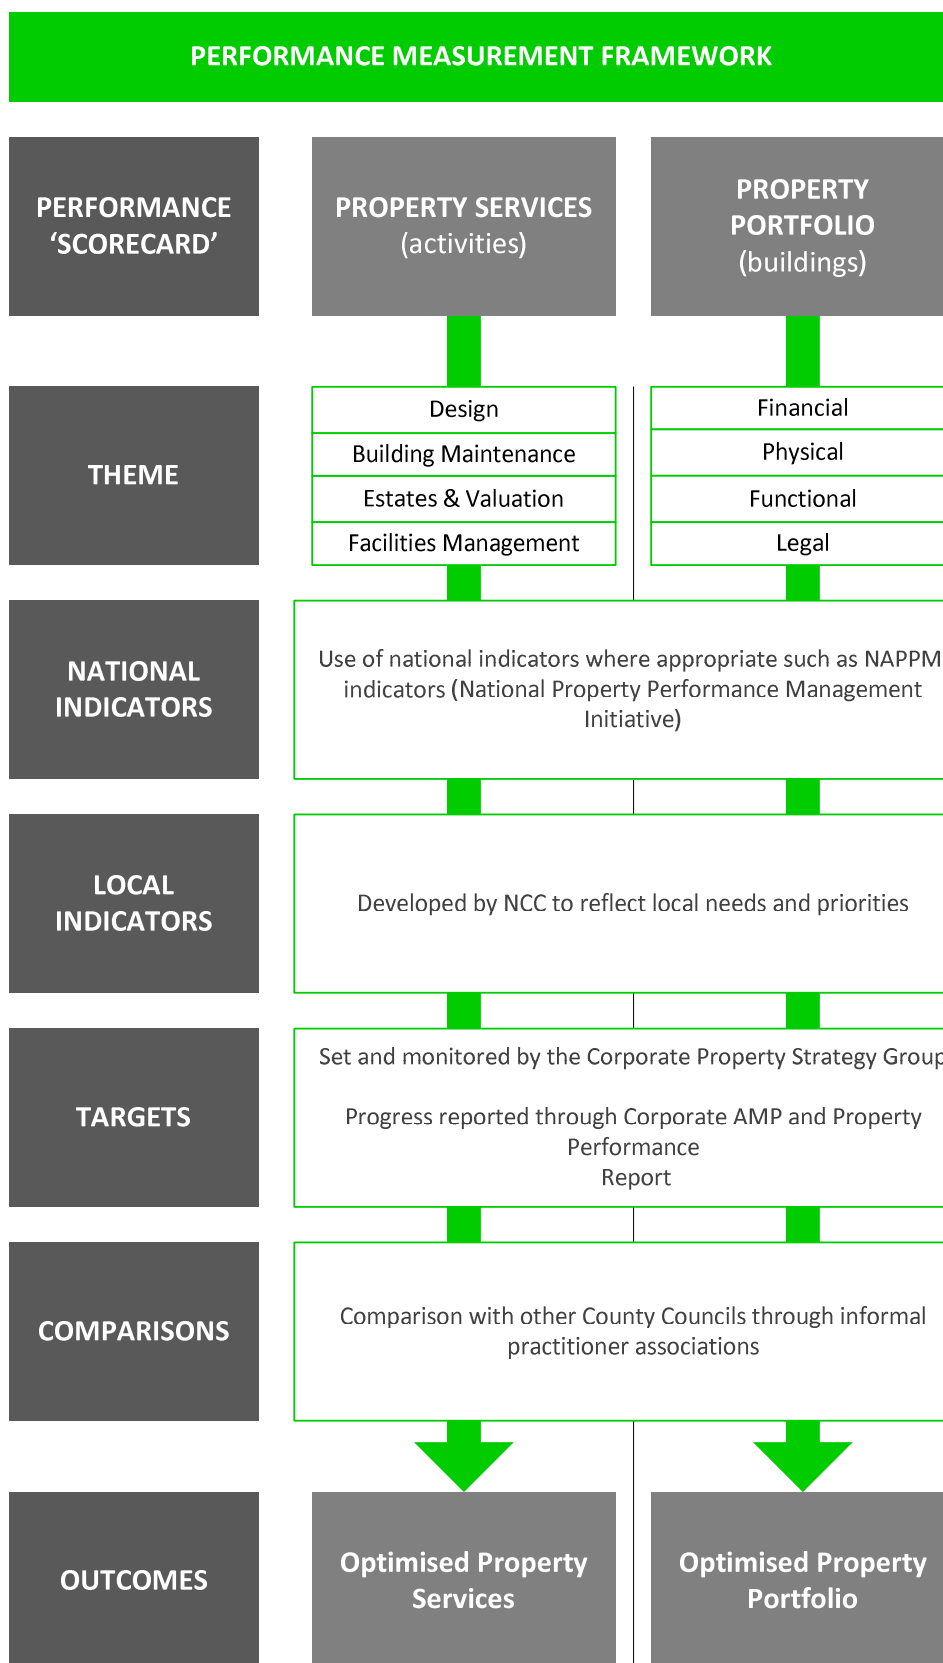 PERFORMANCE MEASUREMENT FRAMEWORK
PERFORMANCE
‘SCORECARD’
PROPERTY SERVICES
(activities)
PROPERTY
PORTFOLIO
(buildings)
THEME
Design
Building Maintenance
Estates & Valuation
Facilities Management
Financial
Physical
Functional
Legal
NATIONAL
INDICATORS
Use of national indicators where appropriate such as NAPPM
indicators (National Property Performance Management
Initiative)
LOCAL
INDICATORS
Developed by NCC to reflect local needs and priorities
TARGETS
Set and monitored by the Corporate Property Strategy Group
Progress reported through Corporate AMP and Property
Performance
Report
COMPARISONS
Comparison with other County Councils through informal
practitioner associations
OUTCOMES
Optimised Property
Services
Optimised Property
Portfolio